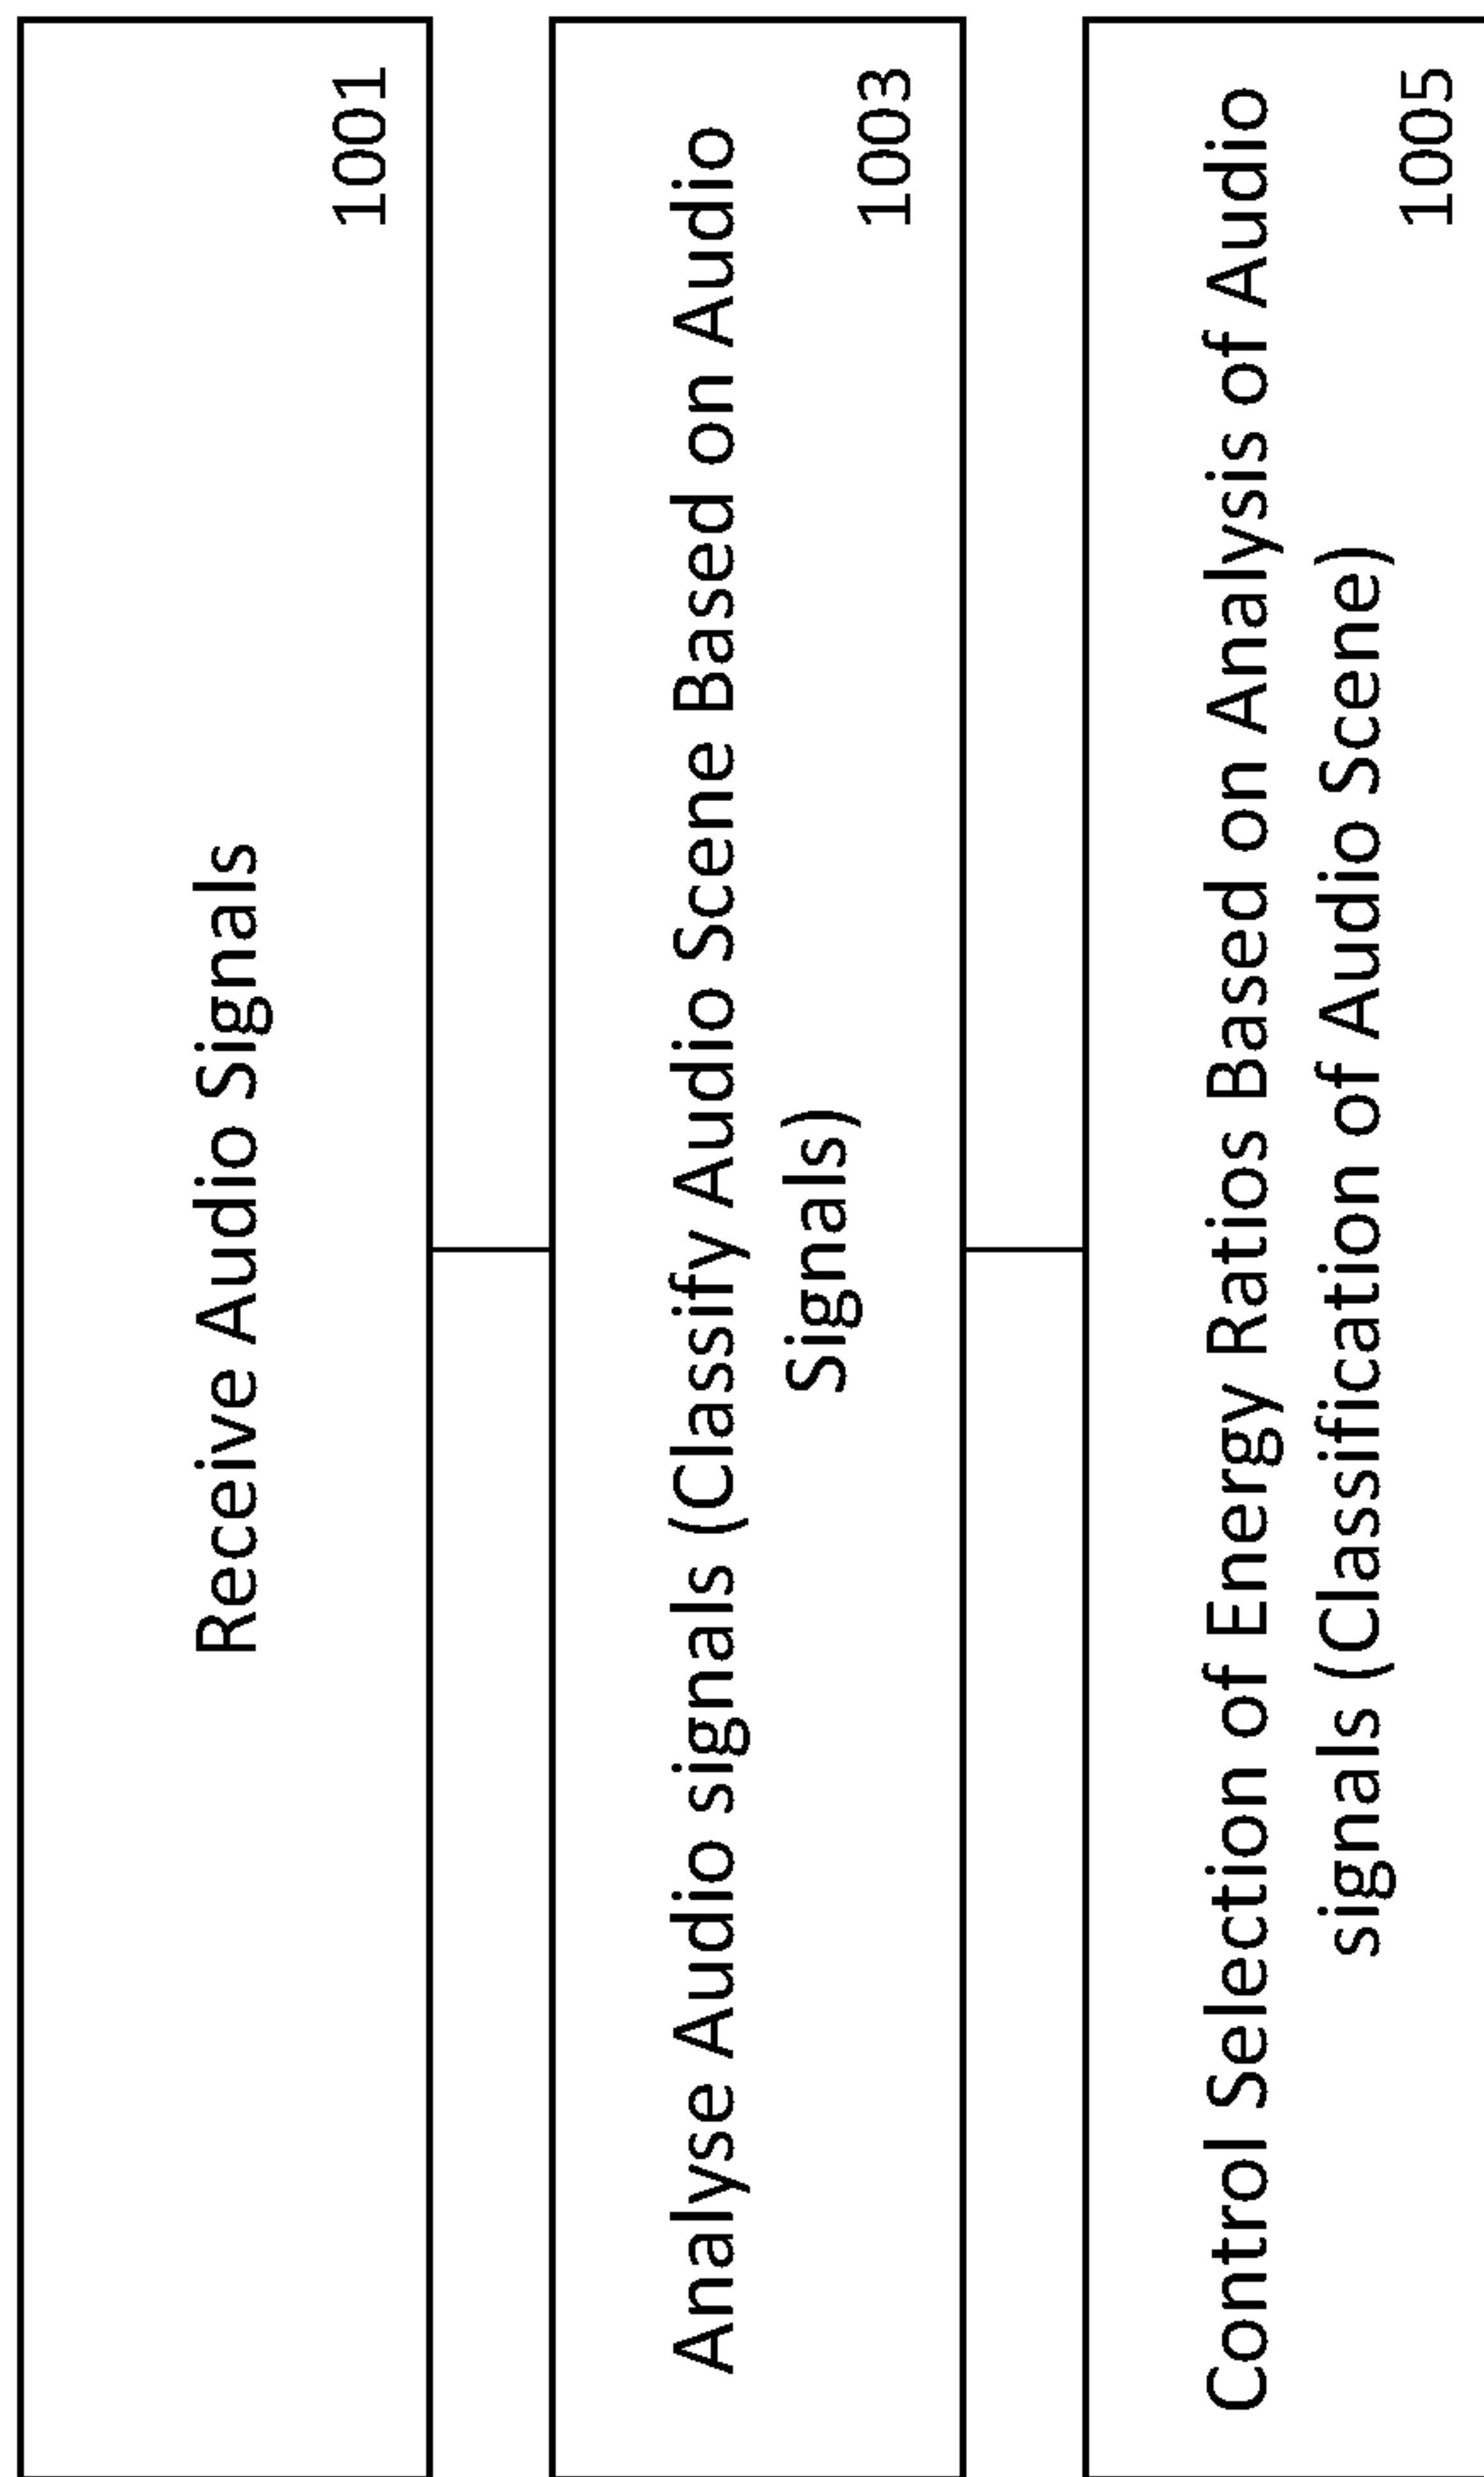 Receive Audio Signals
1001
Analyse Audio signals (Classify Audio Scene Based on Audio
Signals)
1003
Control Selection of Energy Ratios Based on Analysis of Audio
signals (Classification of Audio Scene)
1005